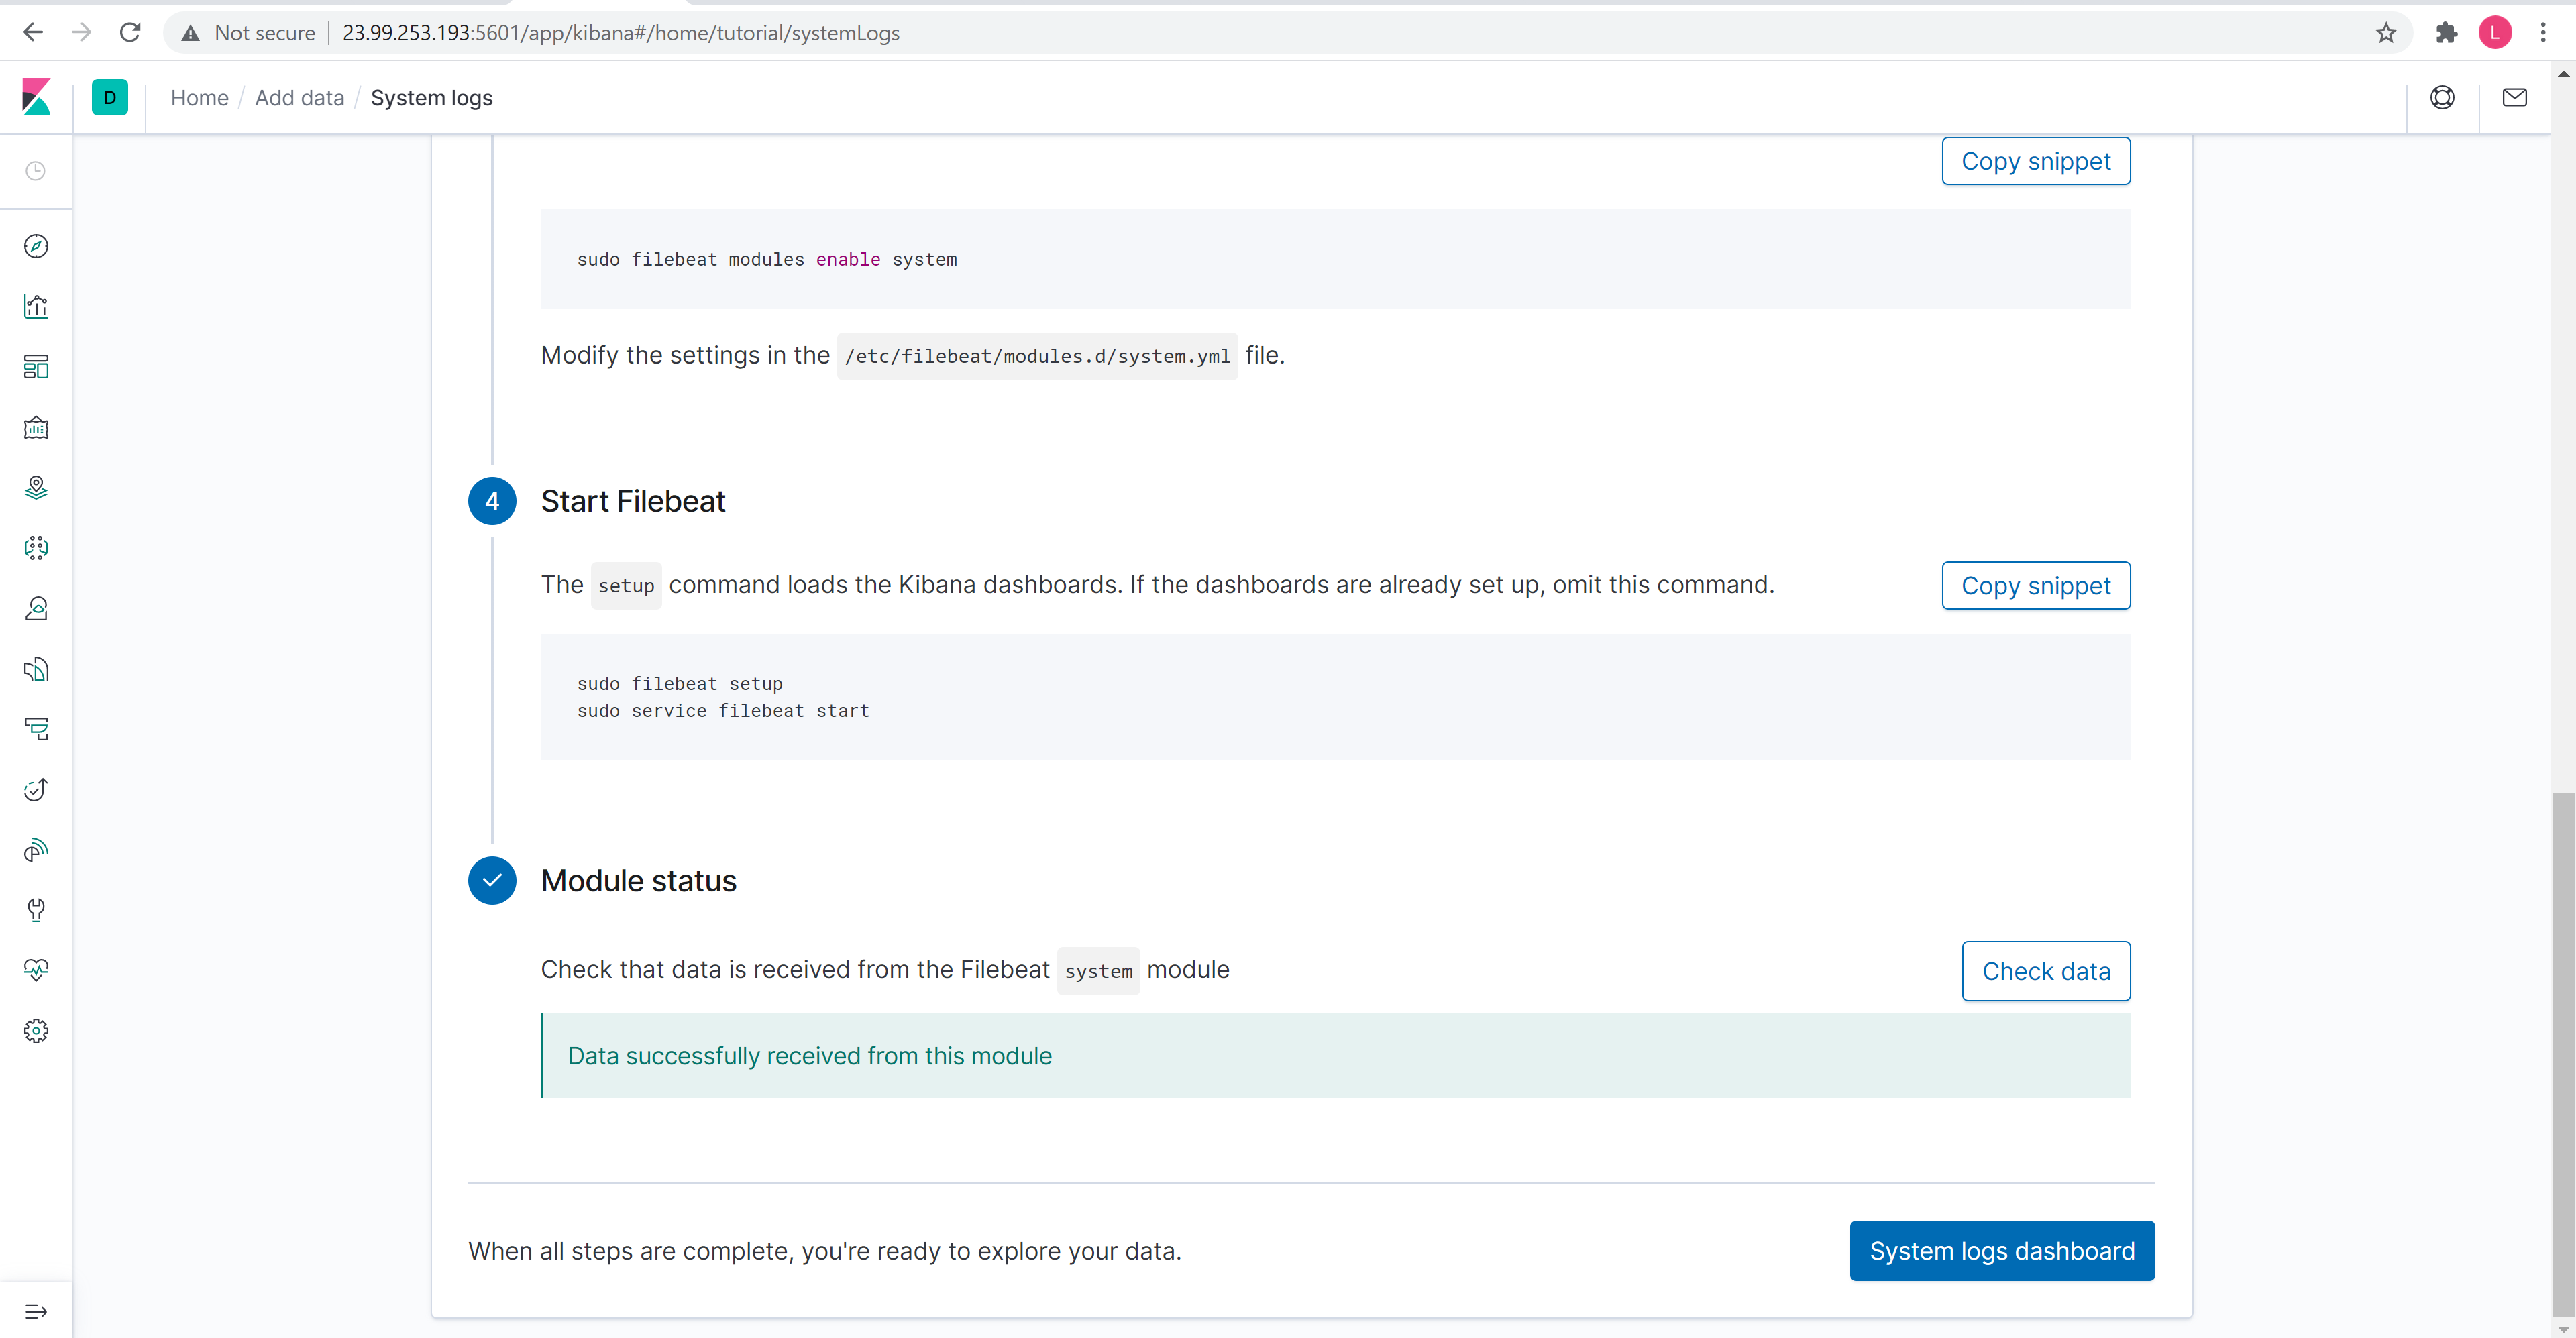 Not secure | 23.99.253.193:5601/app/kibana#/home/tutorial/systemLogs
L
D Home / Add data / System logs
Copy snippet
sudo filebeat modules enable system
Modify the settings in the /etc/filebeat/modules.d/system.yml file.
4 Start Filebeat
The setup command loads the Kibana dashboards. If the dashboards are already set up, omit this command. Copy snippet
sudo filebeat setup
sudo service filebeat start
Module status
Check that data is received from the Filebeat system module Check data
Data successfully received from this module
When all steps are complete, you're ready to explore your data. System logs dashboard